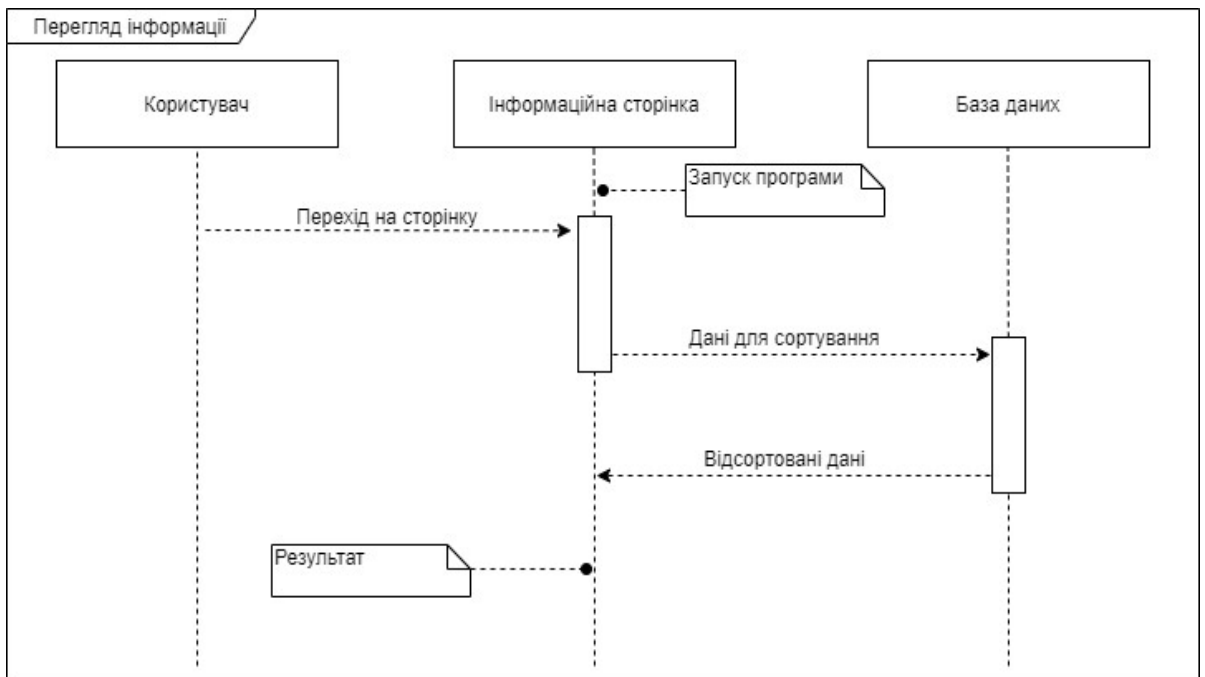 Перегляд інформації
Користувач
Інформаційна сторінка
База даних
Запуск програми
Перехід на сторінку
Дані для сортування
Відсортовані дані
Результат